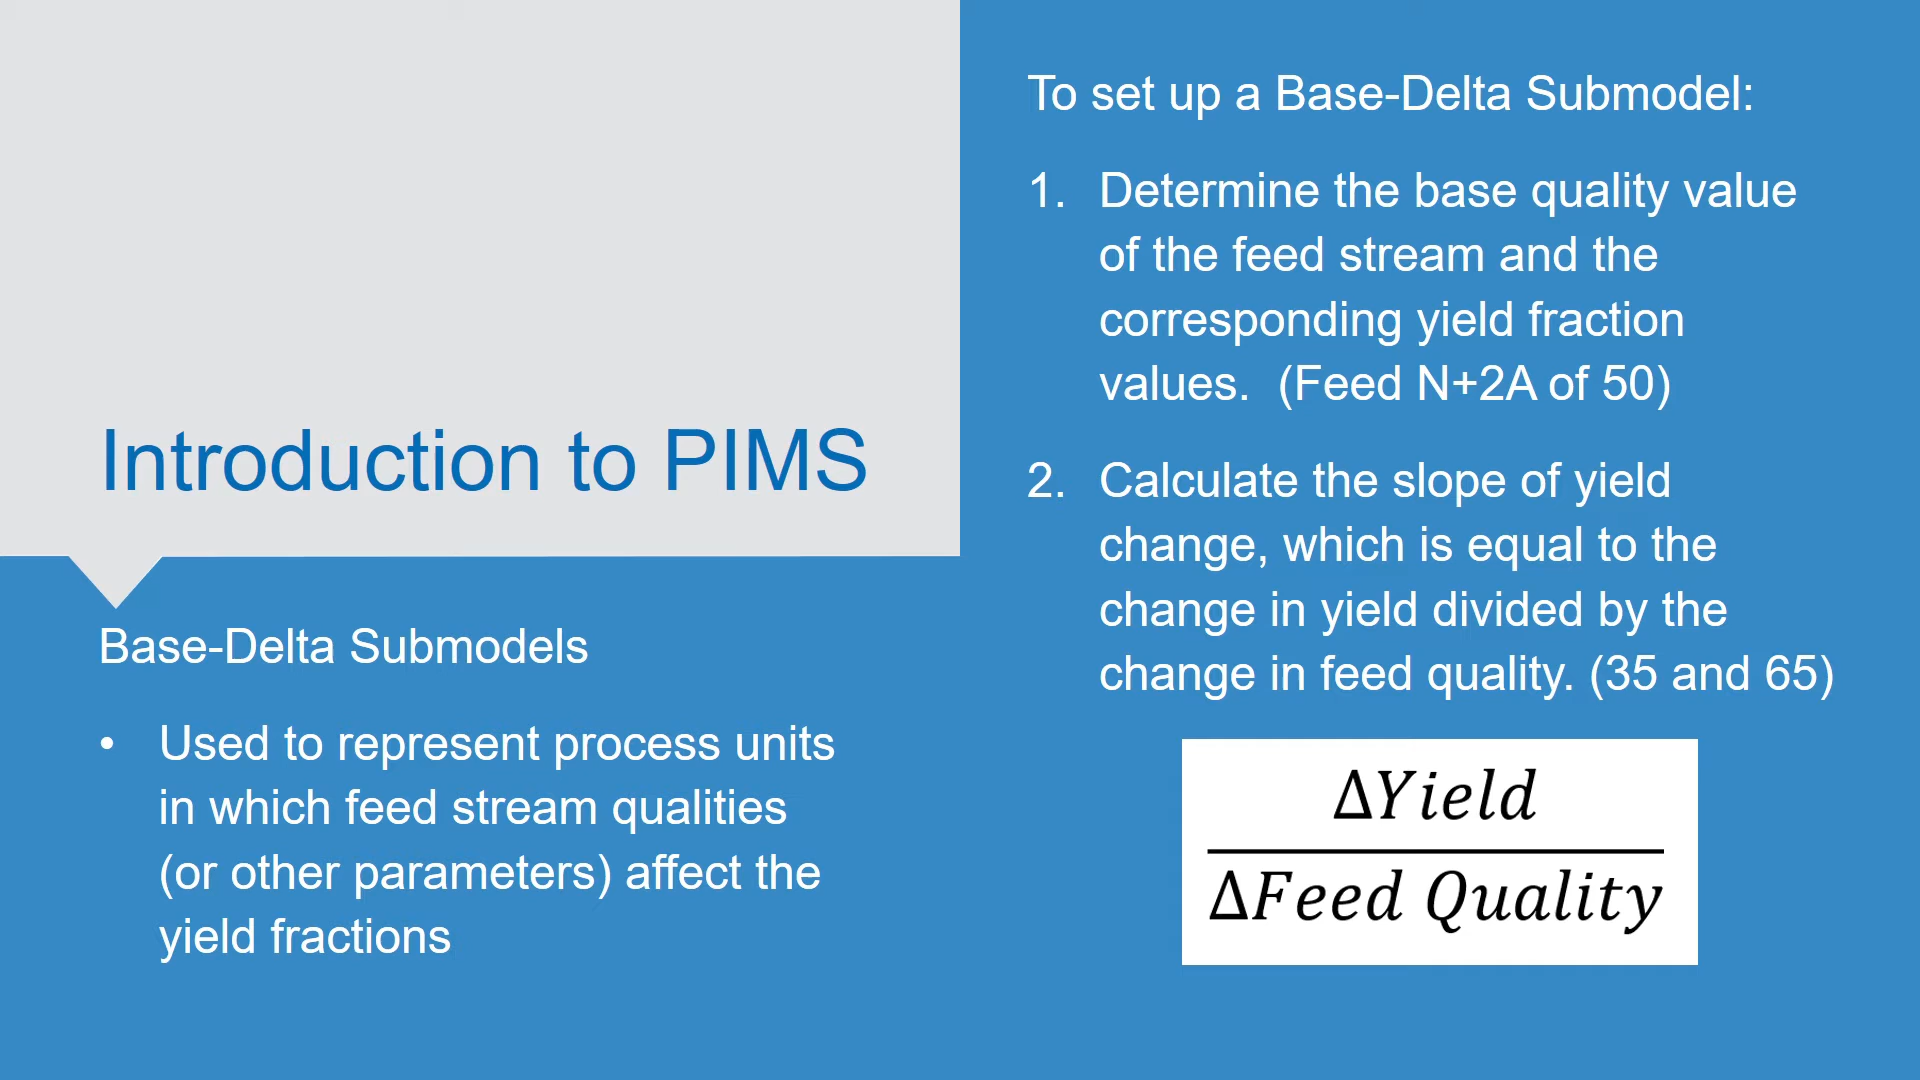 Introduction to PIMS
Base-Delta Submodels
• Used to represent process units
in which feed stream qualities
(or other parameters) affect the
yield fractions
To set up a Base-Delta Submodel:
1. Determine the base quality value
of the feed stream and the
corresponding yield fraction
values.  (Feed N+2A of 50)
2. Calculate the slope of yield
change, which is equal to the
change in yield divided by the
change in feed quality. (35 and 65)
ΔYield
ΔFeed Quality